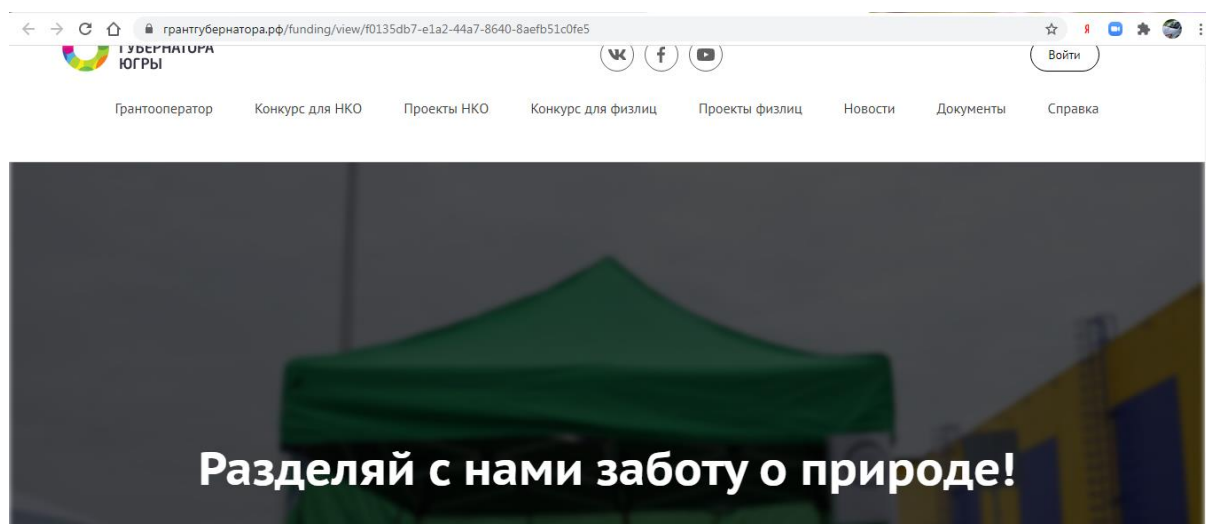 грантгубернатора.рф/funding/view/f0135db7-e1a2-44a7-8640-8aefb51c0fe5
ГУБЕРНАТОРА
ЮГРЫ
Войти
Грантооператор Конкурс для НКО Проекты НКО Конкурс для физлиц Проекты физлиц Новости Документы Справка
Разделяй с нами заботу о природе!